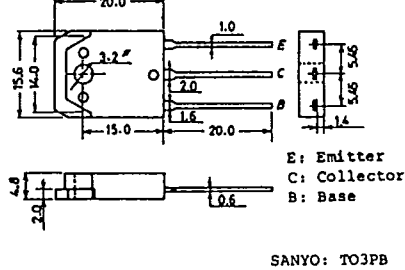 20.0
1.0
E
3.2ø
C
15.6
14.0
2.0
B
1.6
15.0
20.0
5.45
5.45
1.4
E: Emitter
C: Collector
B: Base
4.8
2.0
0.6
SANYO: TO3PB